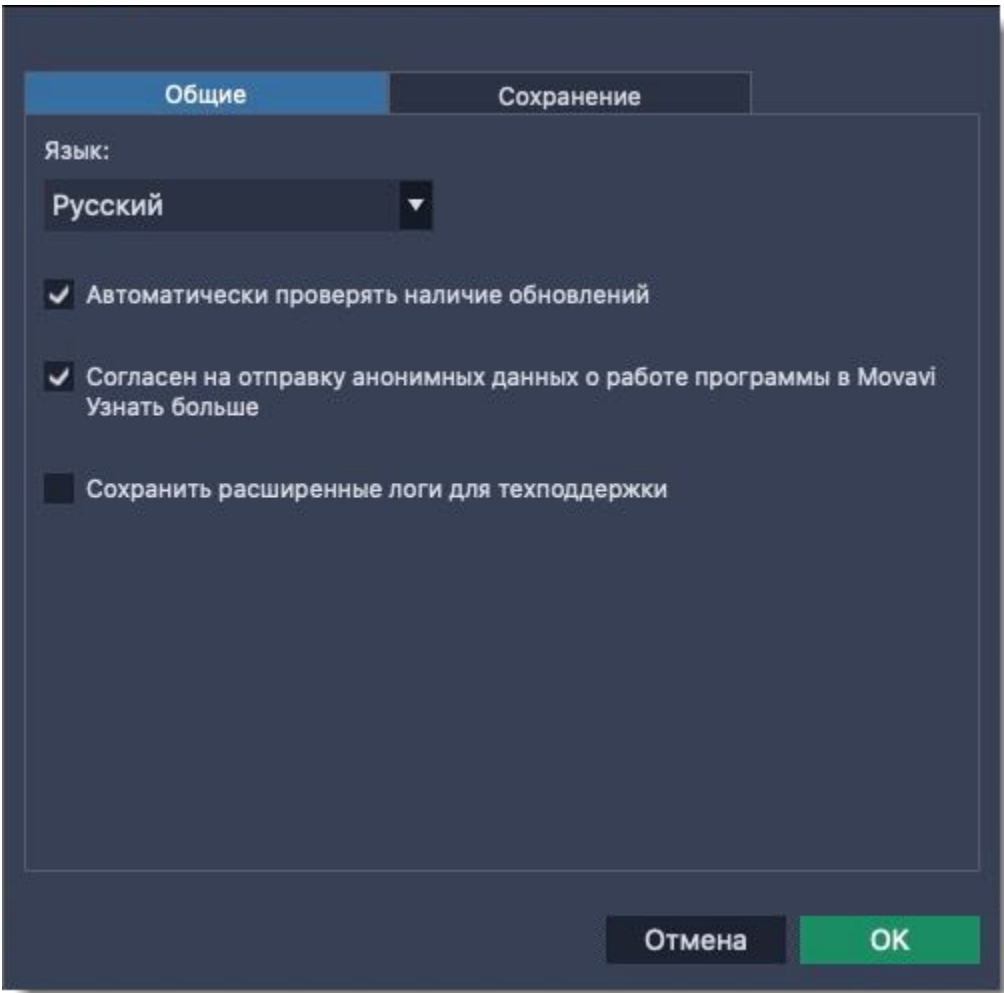 Общие
Сохранение
Язык:
Русский
Автоматически проверять наличие обновлений
Согласен на отправку анонимных данных о работе программы в Movavi
Узнать больше
Сохранить расширенные логи для техподдержки
Отмена
OK